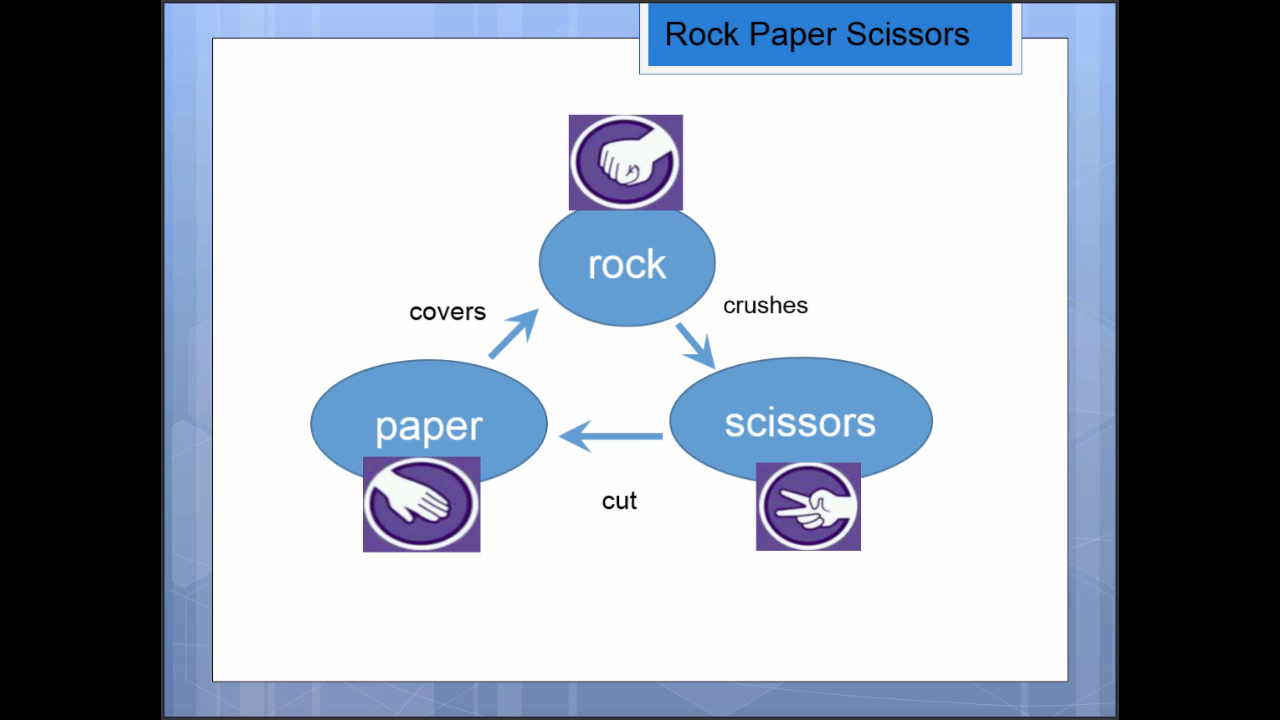 Rock Paper Scissors
rock
covers
crushes
paper
scissors
cut